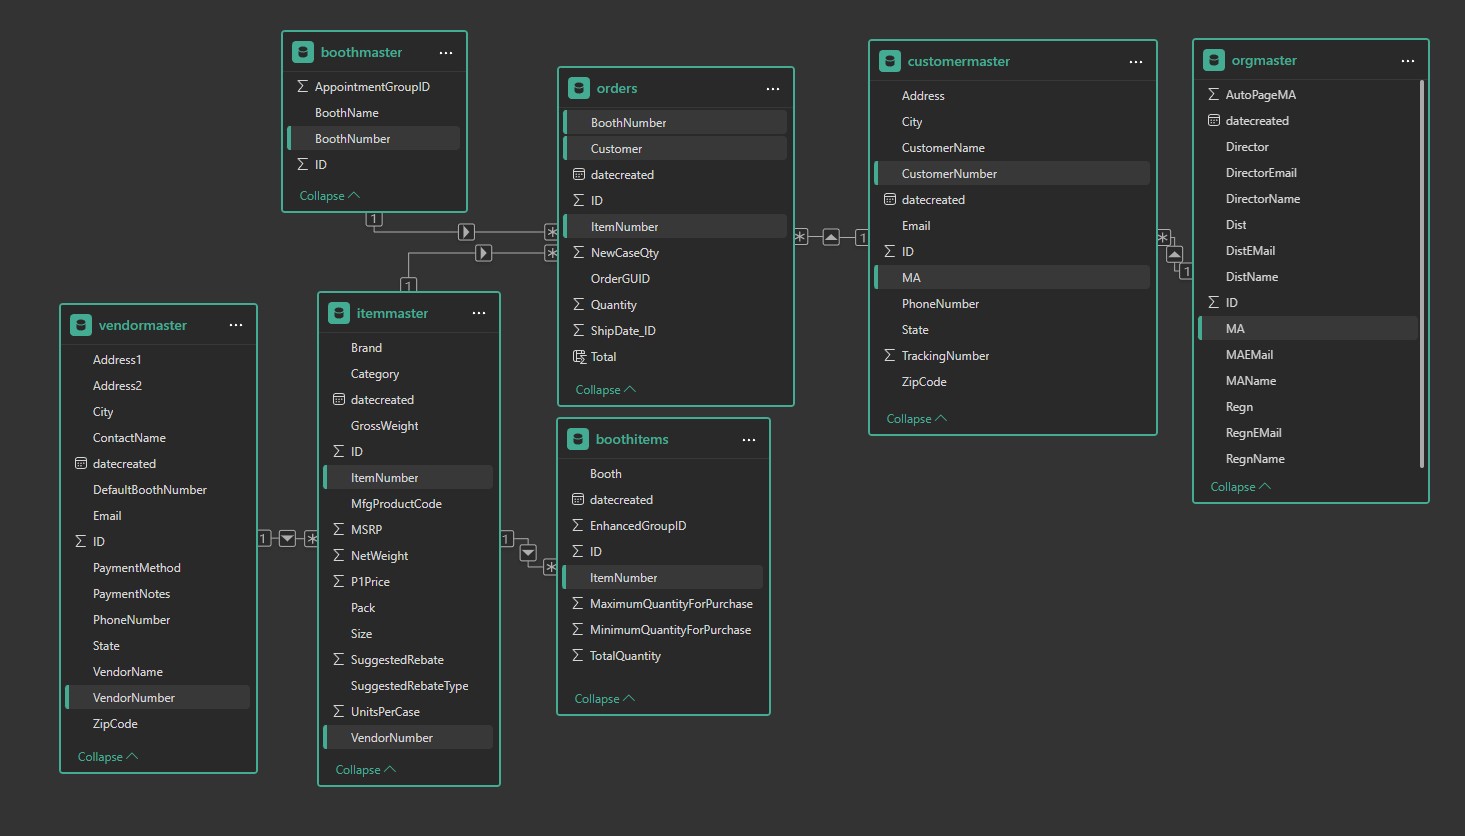 boothmaster
AppointmentGroupID
BoothName
BoothNumber
ID
Collapse
orders
BoothNumber
Customer
datecreated
ID
ItemNumber
NewCaseQty
OrderGUID
Quantity
ShipDate_ID
Total
Collapse
customermaster
Address
City
CustomerName
CustomerNumber
datecreated
Email
ID
MA
PhoneNumber
State
TrackingNumber
ZipCode
Collapse
orgmaster
AutoPageMA
datecreated
Director
DirectorEmail
DirectorName
Dist
DistEMail
DistName
ID
MA
MAEMail
MAName
Regn
RegnEMail
RegnName
Collapse
1
*
*
1
*
1
*
1
vendormaster
Address1
Address2
City
ContactName
datecreated
DefaultBoothNumber
Email
ID
PaymentMethod
PaymentNotes
PhoneNumber
State
VendorName
VendorNumber
ZipCode
Collapse
1
*
itemmaster
Brand
Category
datecreated
GrossWeight
ID
ItemNumber
MfgProductCode
MSRP
NetWeight
P1Price
Pack
Size
SuggestedRebate
SuggestedRebateType
UnitsPerCase
VendorNumber
Collapse
1
*
boothitems
Booth
datecreated
EnhancedGroupID
ID
ItemNumber
MaximumQuantityForPurchase
MinimumQuantityForPurchase
TotalQuantity
Collapse